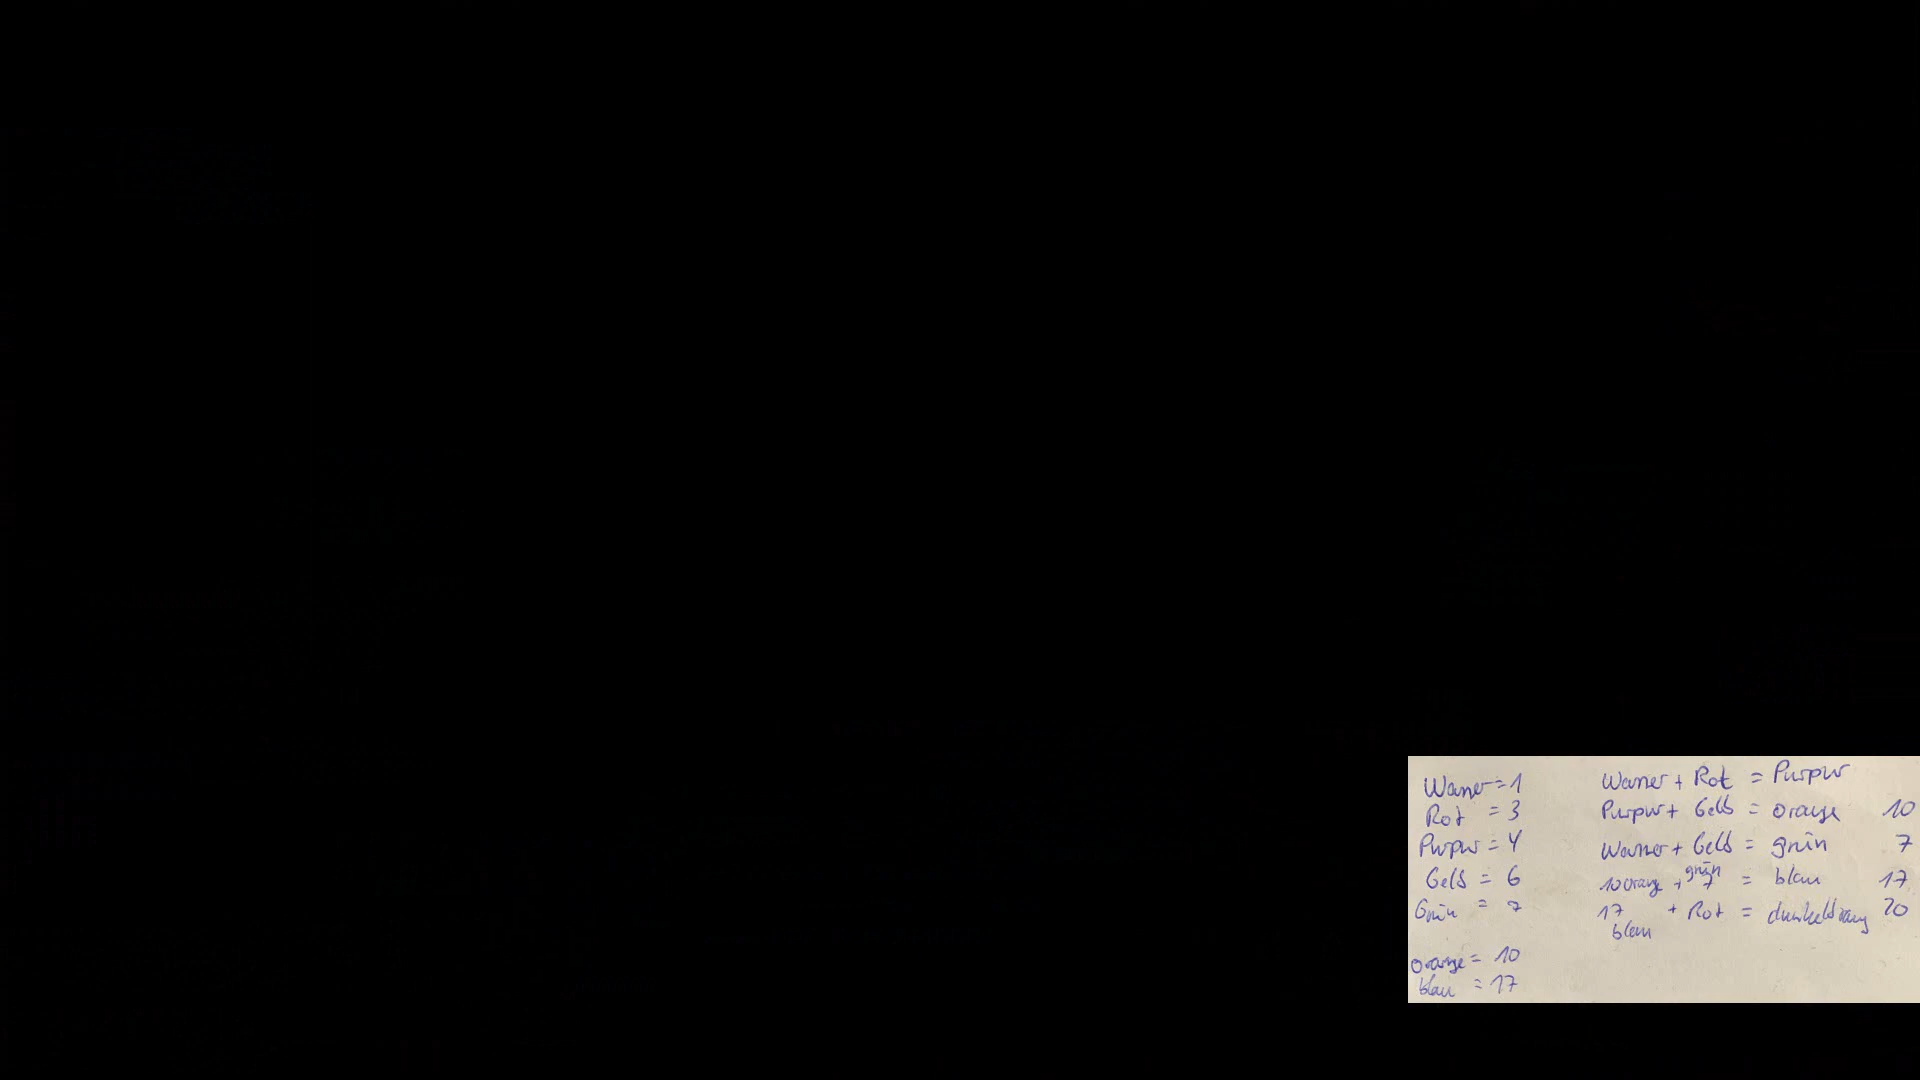 Wasser = 1
Rot = 3
Purpur = 4
Gelb = 6
Grün = 7
orange = 10
blau = 17
Wasser + Rot = Purpur
Purpur + Gelb = orange 10
Wasser + Gelb = grün 7
10 orange + grün 7 = blau 17
17 blau + Rot = dunkelorange 20